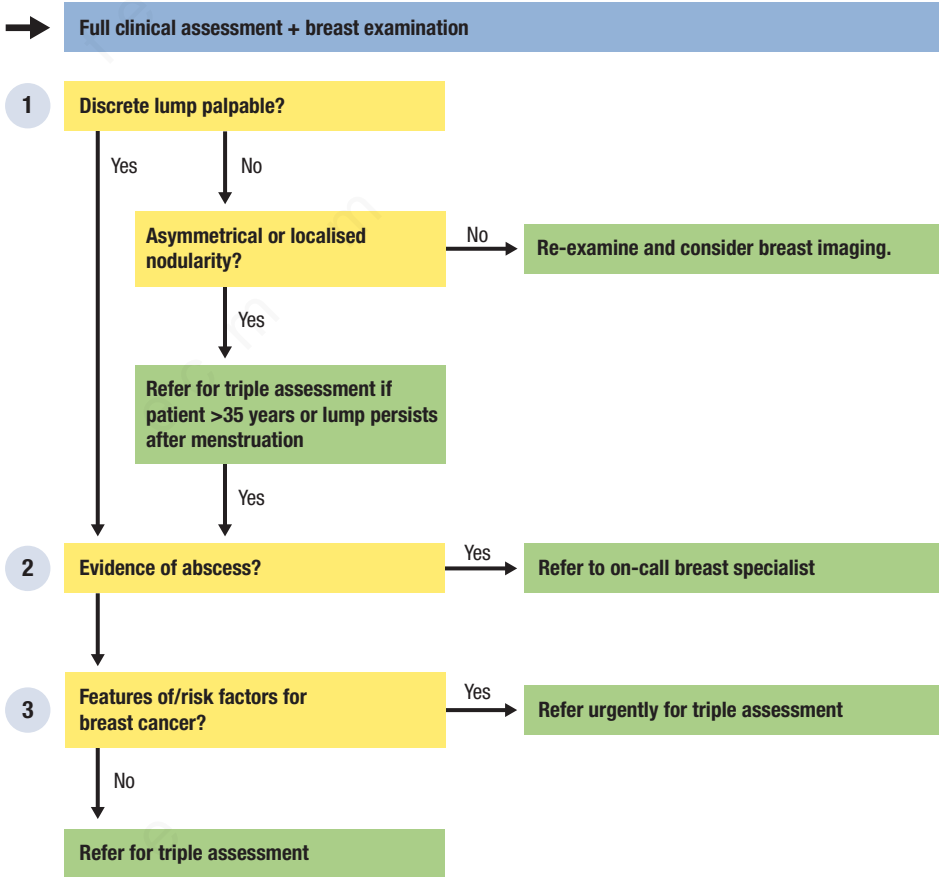 Full clinical assessment + breast examination
1
Discrete lump palpable?
Yes
No
Asymmetrical or localised
nodularity?
No
Re-examine and consider breast imaging.
Yes
Refer for triple assessment if
patient >35 years or lump persists
after menstruation
Yes
2
Evidence of abscess?
Yes
Refer to on-call breast specialist
3
Features of/risk factors for
breast cancer?
Yes
Refer urgently for triple assessment
No
Refer for triple assessment